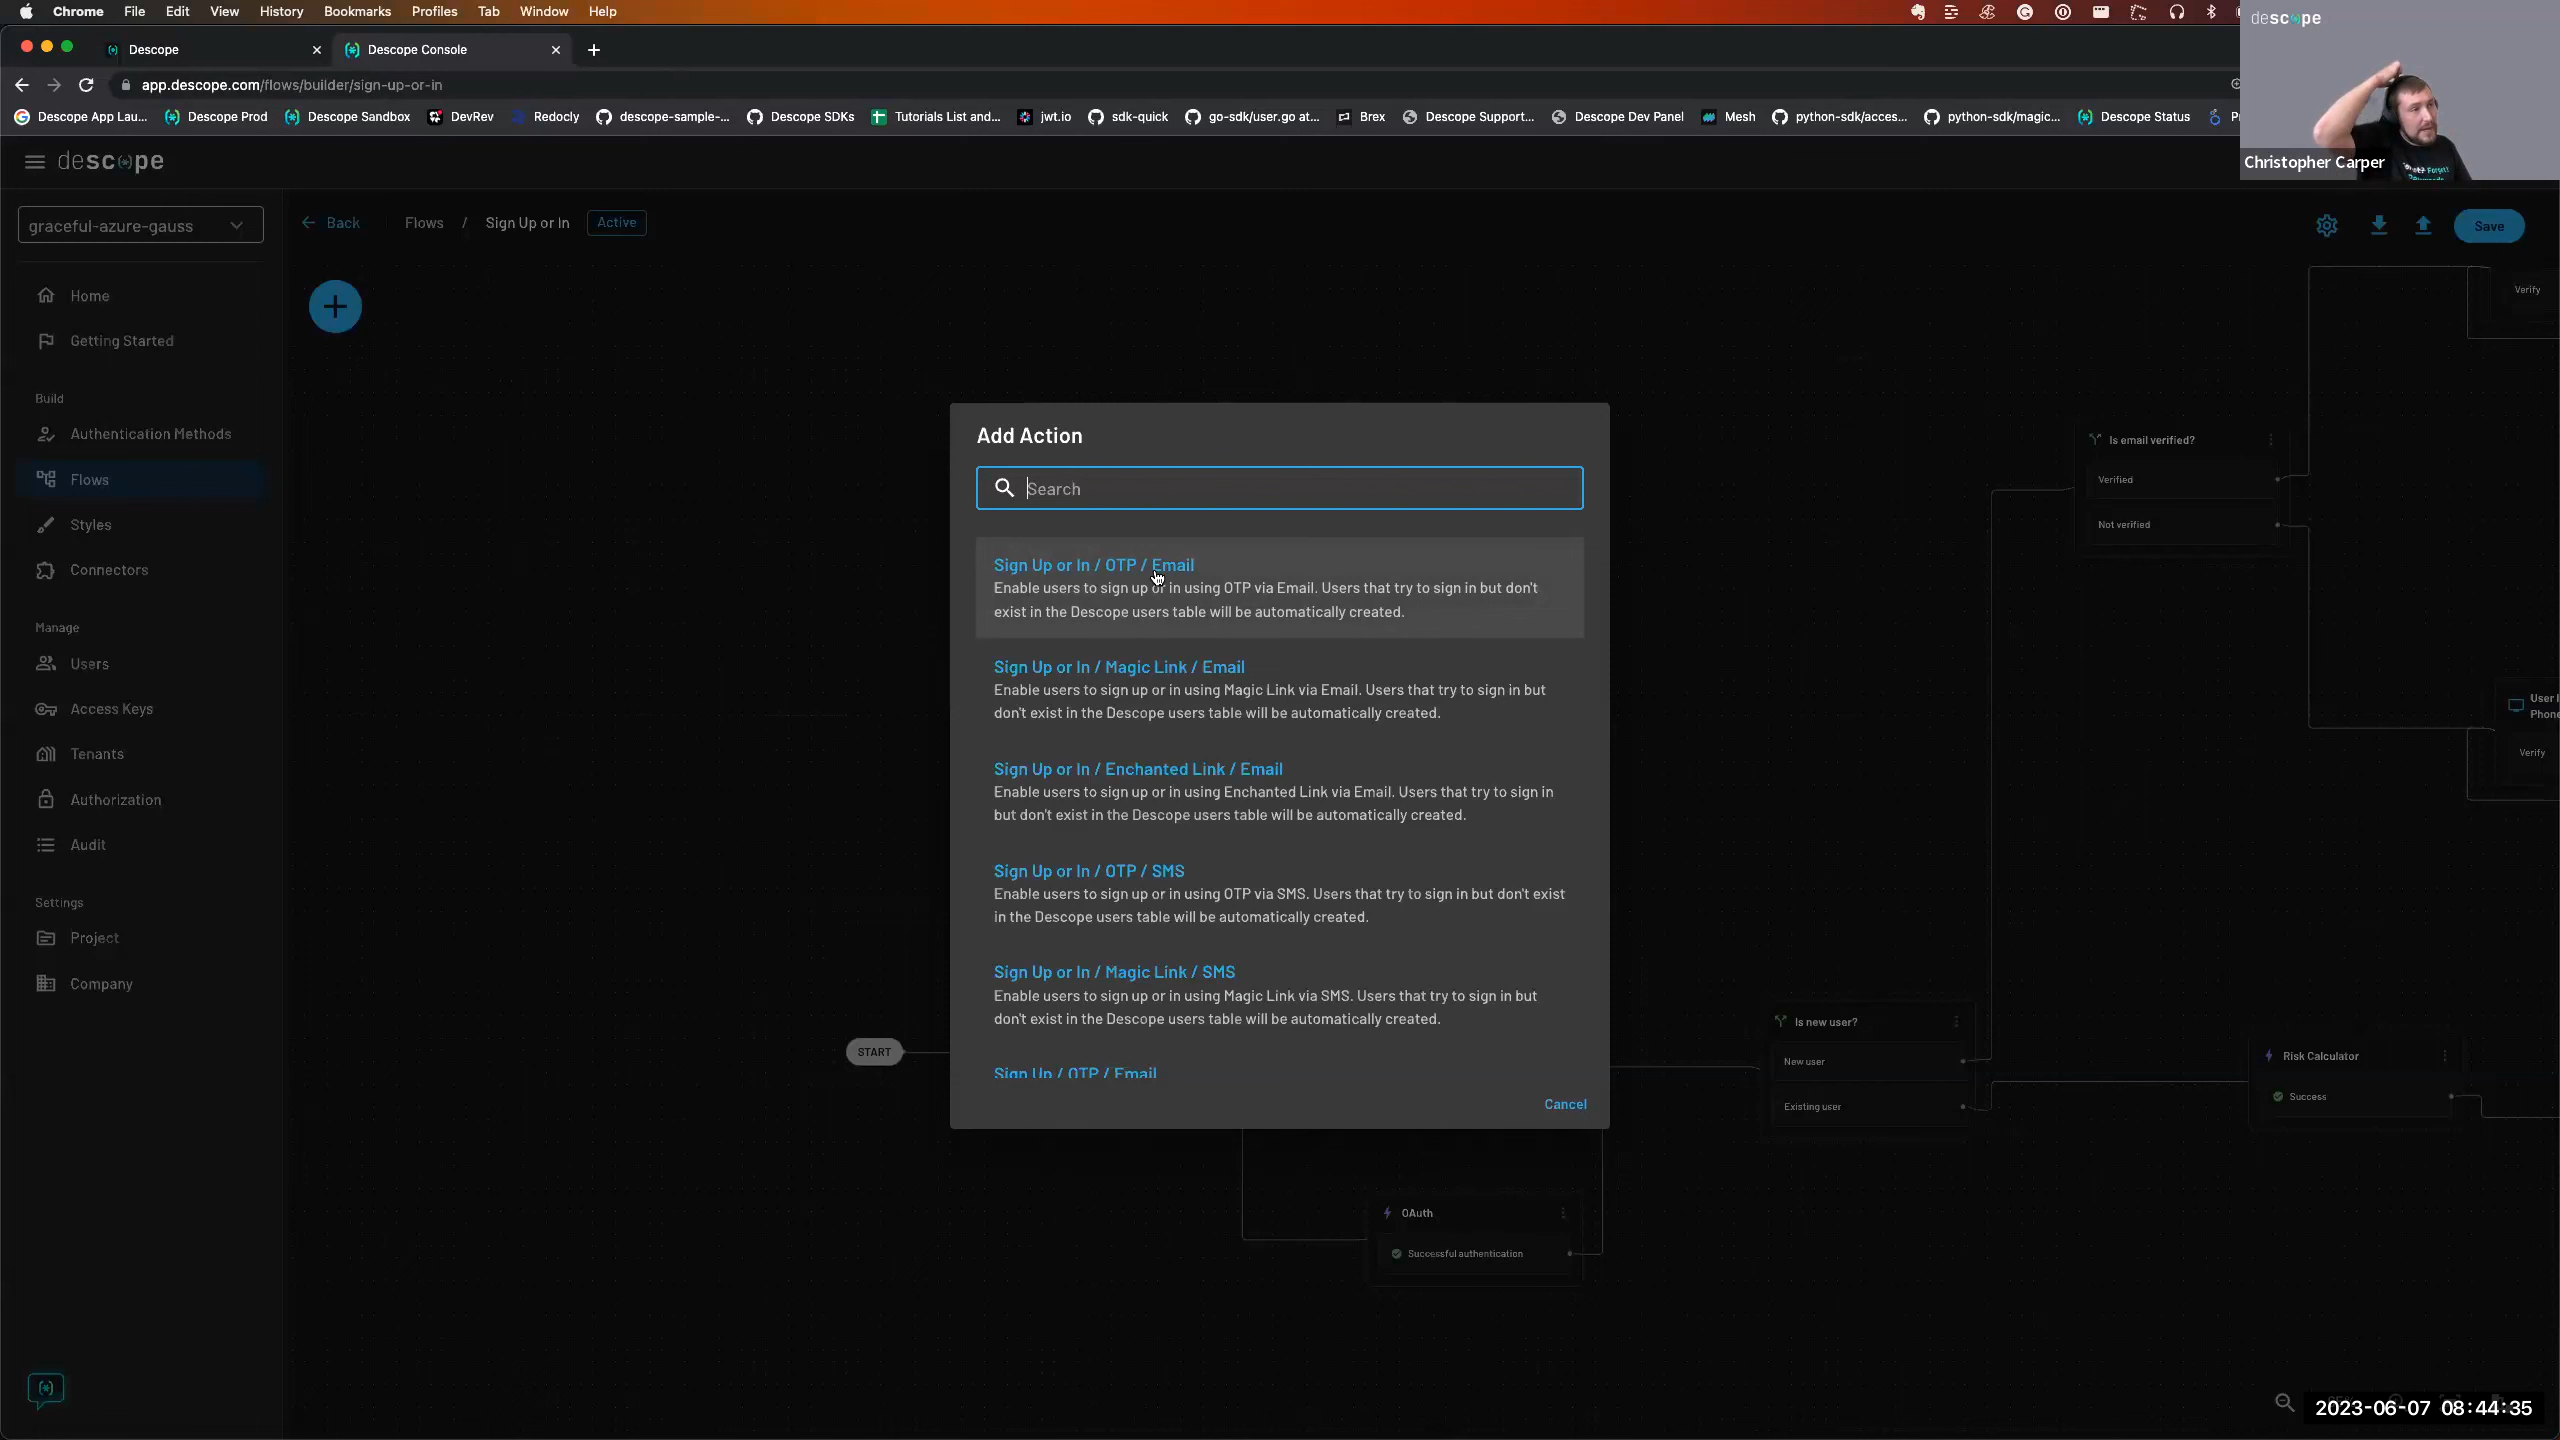 Chrome File Edit View History Bookmarks Profiles Tab Window Help
descope
Descope
Descope Console
app.descope.com/flows/builder/sign-up-or-in
Descope App Lau... Descope Prod Descope Sandbox DevRev Redocly descope-sample-... Descope SDKs Tutorials List and... jwt.io sdk-quick go-sdk/user.go at... Brex Descope Support... Descope Dev Panel Mesh python-sdk/acces... python-sdk/magic... Descope Status
Christopher Carper
descope
graceful-azure-gauss
Back
Flows / Sign Up or In
Active
Save
Home
Getting Started
Build
Authentication Methods
Flows
Styles
Connectors
Manage
Users
Access Keys
Tenants
Authorization
Audit
Settings
Project
Company
Add Action
Search
Sign Up or In / OTP / Email
Enable users to sign up or in using OTP via Email. Users that try to sign in but don't
exist in the Descope users table will be automatically created.
Sign Up or In / Magic Link / Email
Enable users to sign up or in using Magic Link via Email. Users that try to sign in but
don't exist in the Descope users table will be automatically created.
Sign Up or In / Enchanted Link / Email
Enable users to sign up or in using Enchanted Link via Email. Users that try to sign in
but don't exist in the Descope users table will be automatically created.
Sign Up or In / OTP / SMS
Enable users to sign up or in using OTP via SMS. Users that try to sign in but don't exist
in the Descope users table will be automatically created.
Sign Up or In / Magic Link / SMS
Enable users to sign up or in using Magic Link via SMS. Users that try to sign in but
don't exist in the Descope users table will be automatically created.
Sign Up / OTP / Email
Cancel
START
OAuth
Successful authentication
Is new user?
New user
Existing user
Is email verified?
Verified
Not verified
Verify
User I
Phone
Verify
Risk Calculator
Success
2023-06-07 08:44:35